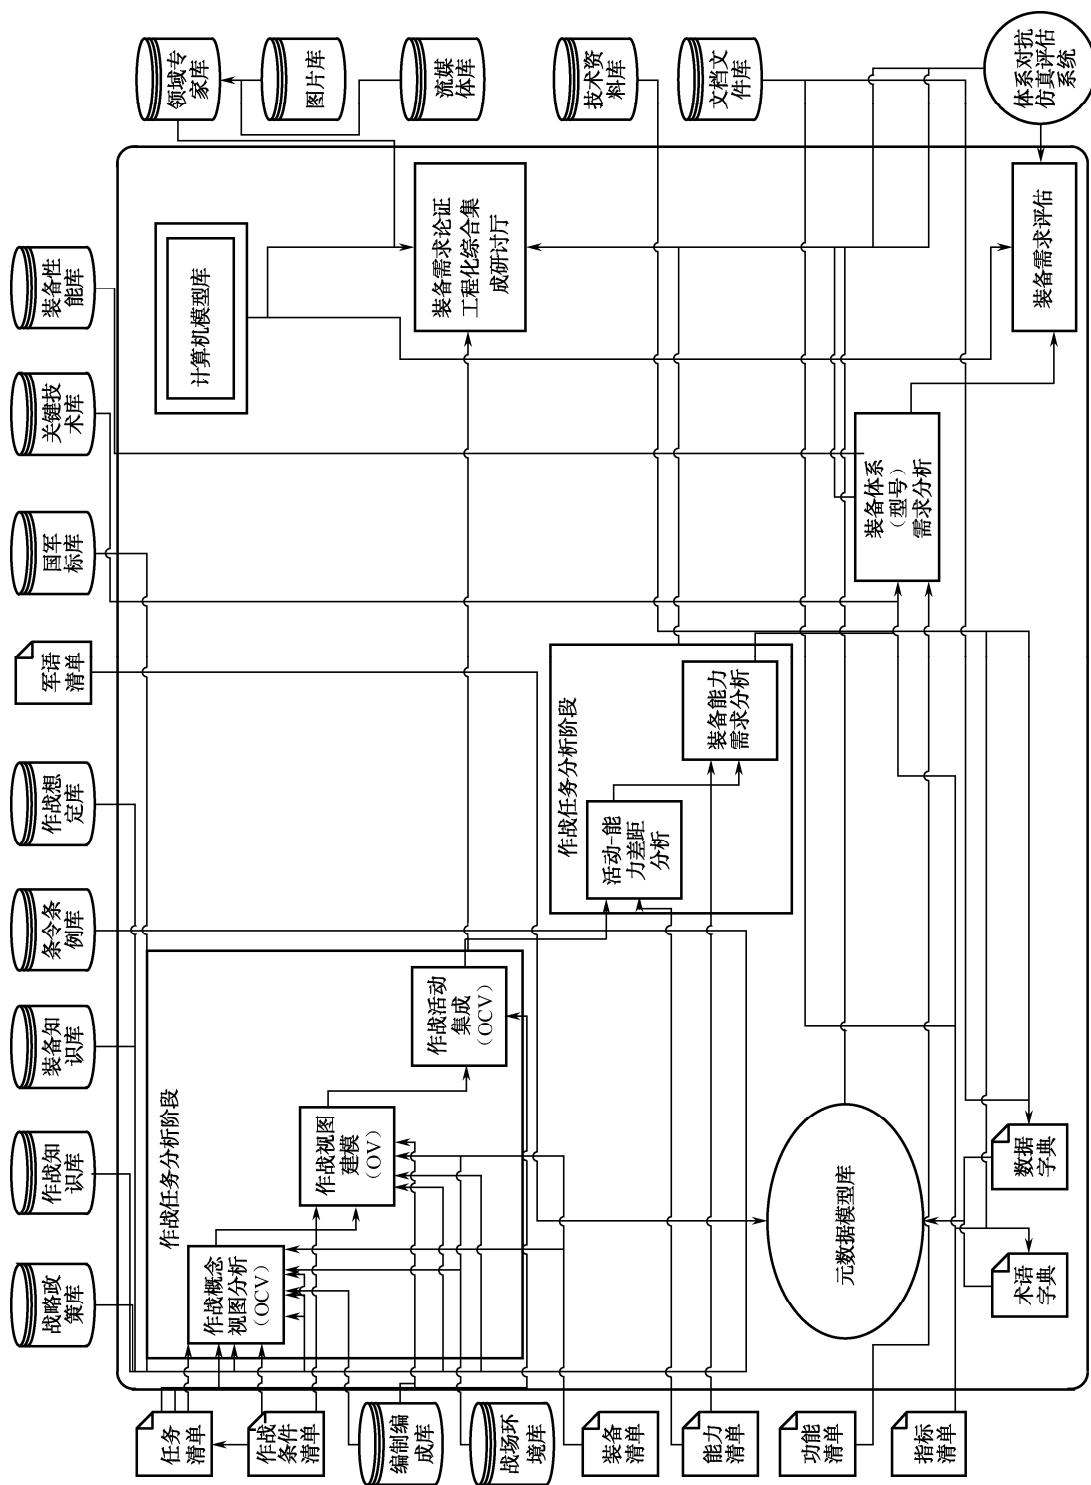 战略政
策库
作战知
识库
装备知
识库
条令条
例库
作战想
定库
军语
清单
国军
标库
关键技
术库
装备性
能库
任务
清单
作战
条件
清单
编制编
成库
战场环
境库
装备
清单
能力
清单
功能
清单
指标
清单
作战任务分析阶段
作战概念
视图分析
(OCV)
作战视图
建模
(OV)
作战活动
集成
(OCV)
作战任务分析阶段
活动-能
力差距
分析
装备能力
需求分析
计算机模型库
装备需求论证
工程化综合集
成研讨厅
装备体系
(型号)
需求分析
装备需求评估
元数据模型库
术语
字典
数据
字典
领域专
家库
图片库
流媒
体库
技术资
料库
文档文
件库
体系对抗
仿真评估
系统